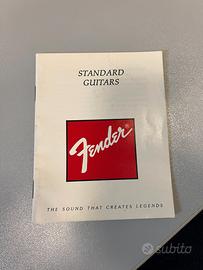 STANDARD
GUITARS
Fender
THE SOUND THAT CREATES LEGENDS
subito